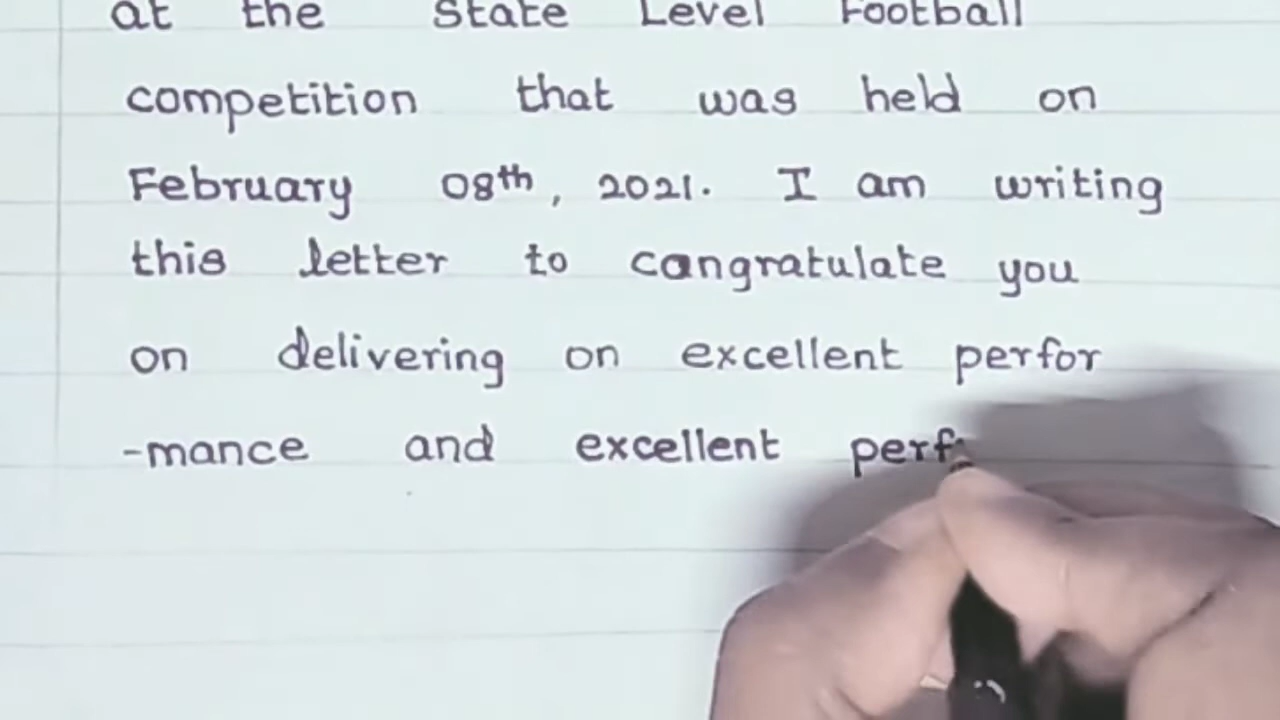 at the State Level Football
competition that was held on
February 08th, 2021. I am writing
this letter to cangratulate you
on delivering on excellent perfor
-mance and excellent perf